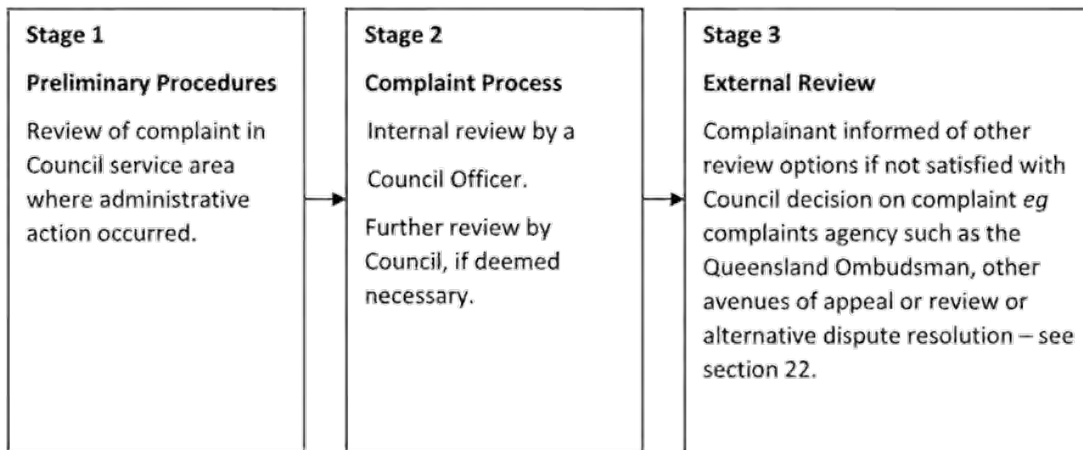 Stage 1
Preliminary Procedures
Review of complaint in
Council service area
where administrative
action occurred.
Stage 2
Complaint Process
Internal review by a
Council Officer.
Further review by
Council, if deemed
necessary.
Stage 3
External Review
Complainant informed of other
review options if not satisfied with
Council decision on complaint eg
complaints agency such as the
Queensland Ombudsman, other
avenues of appeal or review or
alternative dispute resolution – see
section 22.